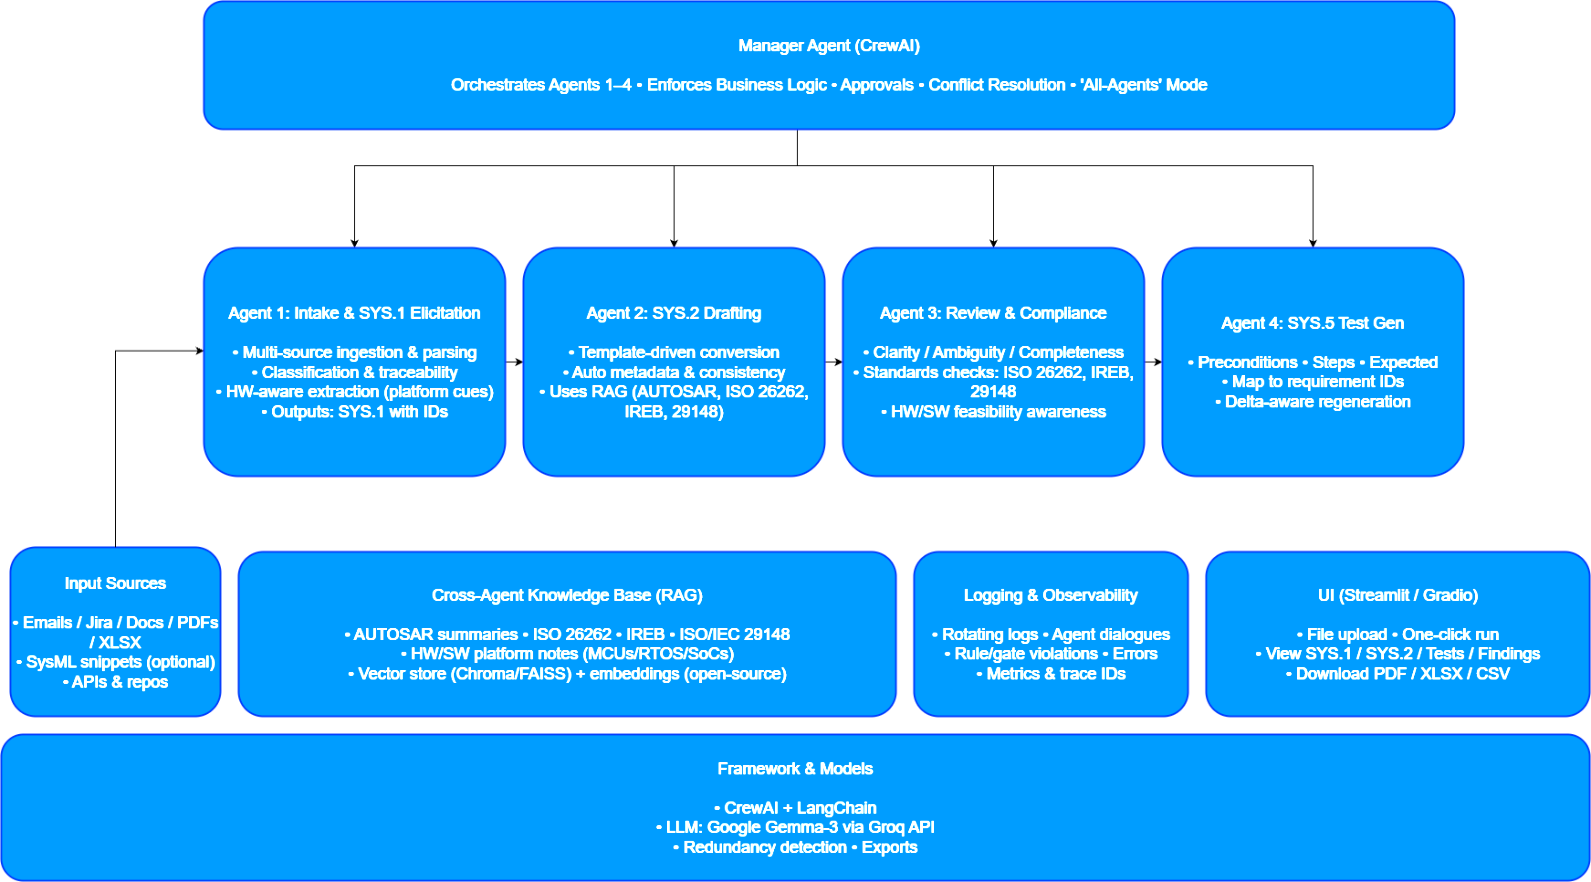 Manager Agent (CrewAI)
Orchestrates Agents 1–4 • Enforces Business Logic • Approvals • Conflict Resolution • 'All-Agents' Mode
Agent 1: Intake & SYS.1 Elicitation
• Multi-source ingestion & parsing
• Classification & traceability
• HW-aware extraction (platform cues)
• Outputs: SYS.1 with IDs
Agent 2: SYS.2 Drafting
• Template-driven conversion
• Auto metadata & consistency
• Uses RAG (AUTOSAR, ISO 26262,
IREB, 29148)
Agent 3: Review & Compliance
• Clarity / Ambiguity / Completeness
• Standards checks: ISO 26262, IREB,
29148
• HW/SW feasibility awareness
Agent 4: SYS.5 Test Gen
• Preconditions • Steps • Expected
• Map to requirement IDs
• Delta-aware regeneration
Input Sources
• Emails / Jira / Docs / PDFs
/ XLSX
• SysML snippets (optional)
• APIs & repos
Cross-Agent Knowledge Base (RAG)
• AUTOSAR summaries • ISO 26262 • IREB • ISO/IEC 29148
• HW/SW platform notes (MCUs/RTOS/SoCs)
• Vector store (Chroma/FAISS) + embeddings (open-source)
Logging & Observability
• Rotating logs • Agent dialogues
• Rule/gate violations • Errors
• Metrics & trace IDs
UI (Streamlit / Gradio)
• File upload • One-click run
• View SYS.1 / SYS.2 / Tests / Findings
• Download PDF / XLSX / CSV
Framework & Models
• CrewAI + LangChain
• LLM: Google Gemma-3 via Groq API
• Redundancy detection • Exports